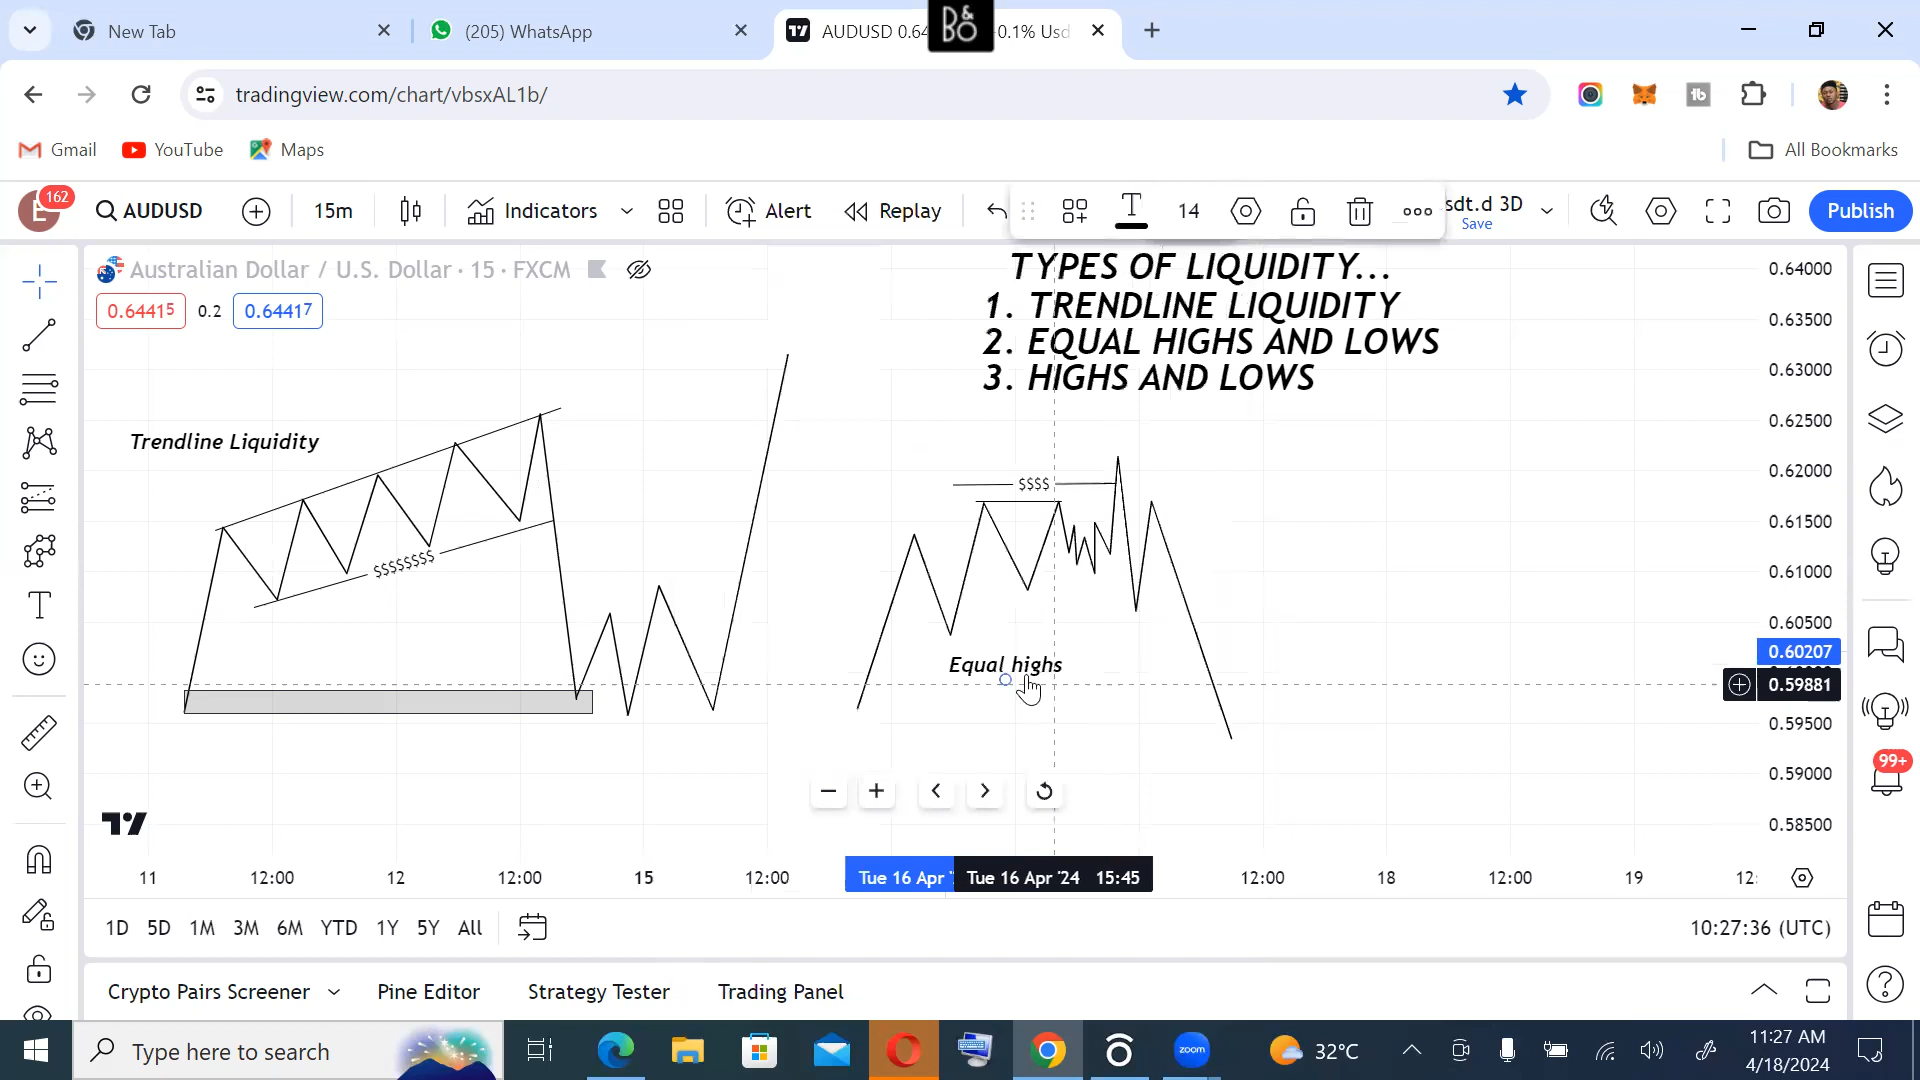 New Tab
(205) WhatsApp
AUDUSD 0.64
0.1% Usd
B&O
tradingview.com/chart/vbsxAL1b/
Gmail
YouTube
Maps
All Bookmarks
E
162
AUDUSD
15m
Indicators
Alert
Replay
T
14
sdt.d 3D
Save
Publish
Australian Dollar / U.S. Dollar · 15 · FXCM
0.64415
0.2
0.64417
TYPES OF LIQUIDITY...
1. TRENDLINE LIQUIDITY
2. EQUAL HIGHS AND LOWS
3. HIGHS AND LOWS
Trendline Liquidity
$$$$$$$$
$$$$
Equal highs
0.64000
0.63500
0.63000
0.62500
0.62000
0.61500
0.61000
0.60500
0.60207
0.59881
0.59500
0.59000
0.58500
99+
11
12:00
12
12:00
15
12:00
Tue 16 Apr '
Tue 16 Apr '24 15:45
12:00
18
12:00
19
12:
1D 5D 1M 3M 6M YTD 1Y 5Y All
10:27:36 (UTC)
Crypto Pairs Screener
Pine Editor
Strategy Tester
Trading Panel
Type here to search
zoom
32°C
11:27 AM
4/18/2024